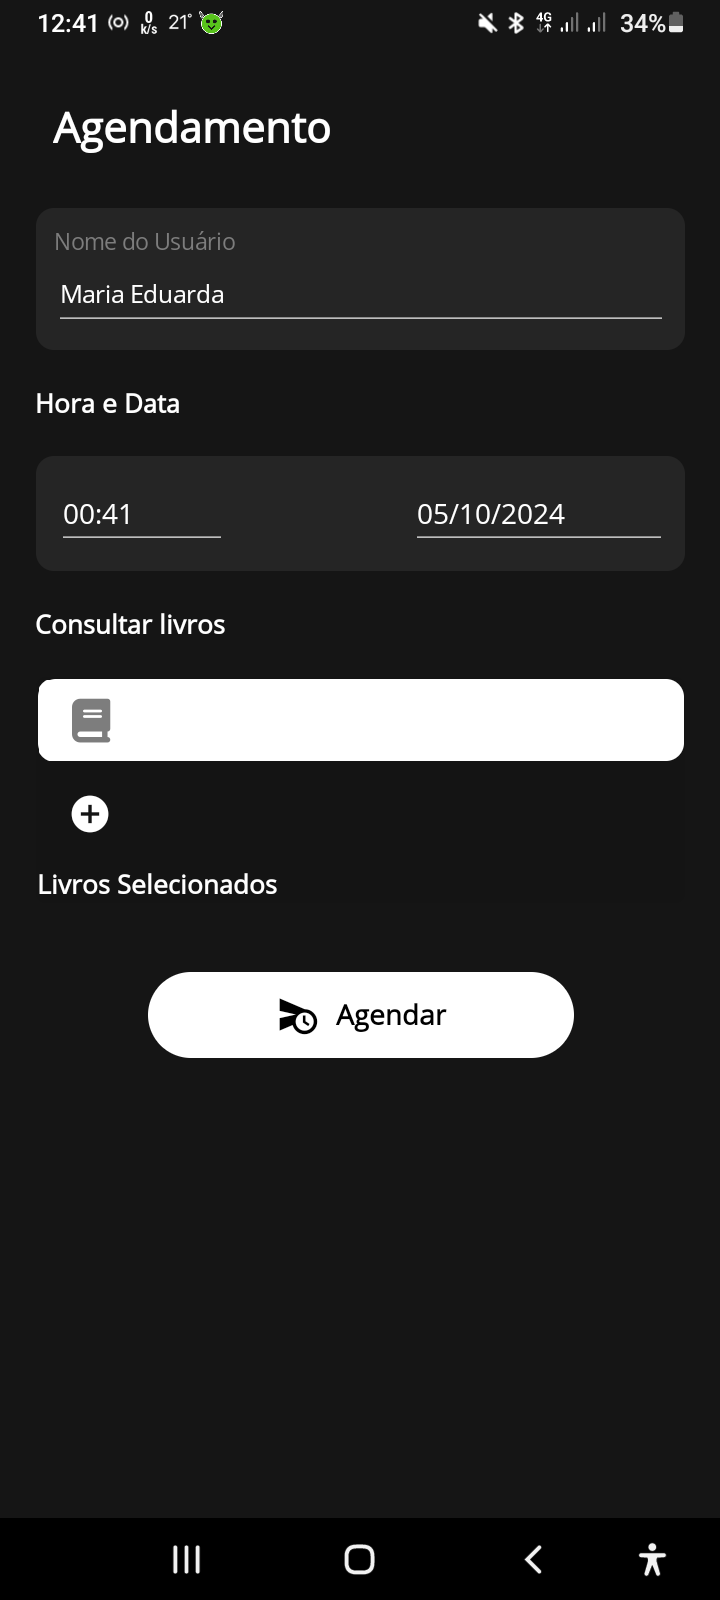 12:41 0 k/s 21° 4G 34%
Agendamento
Nome do Usuário
Maria Eduarda
Hora e Data
00:41 05/10/2024
Consultar livros
Livros Selecionados
Agendar